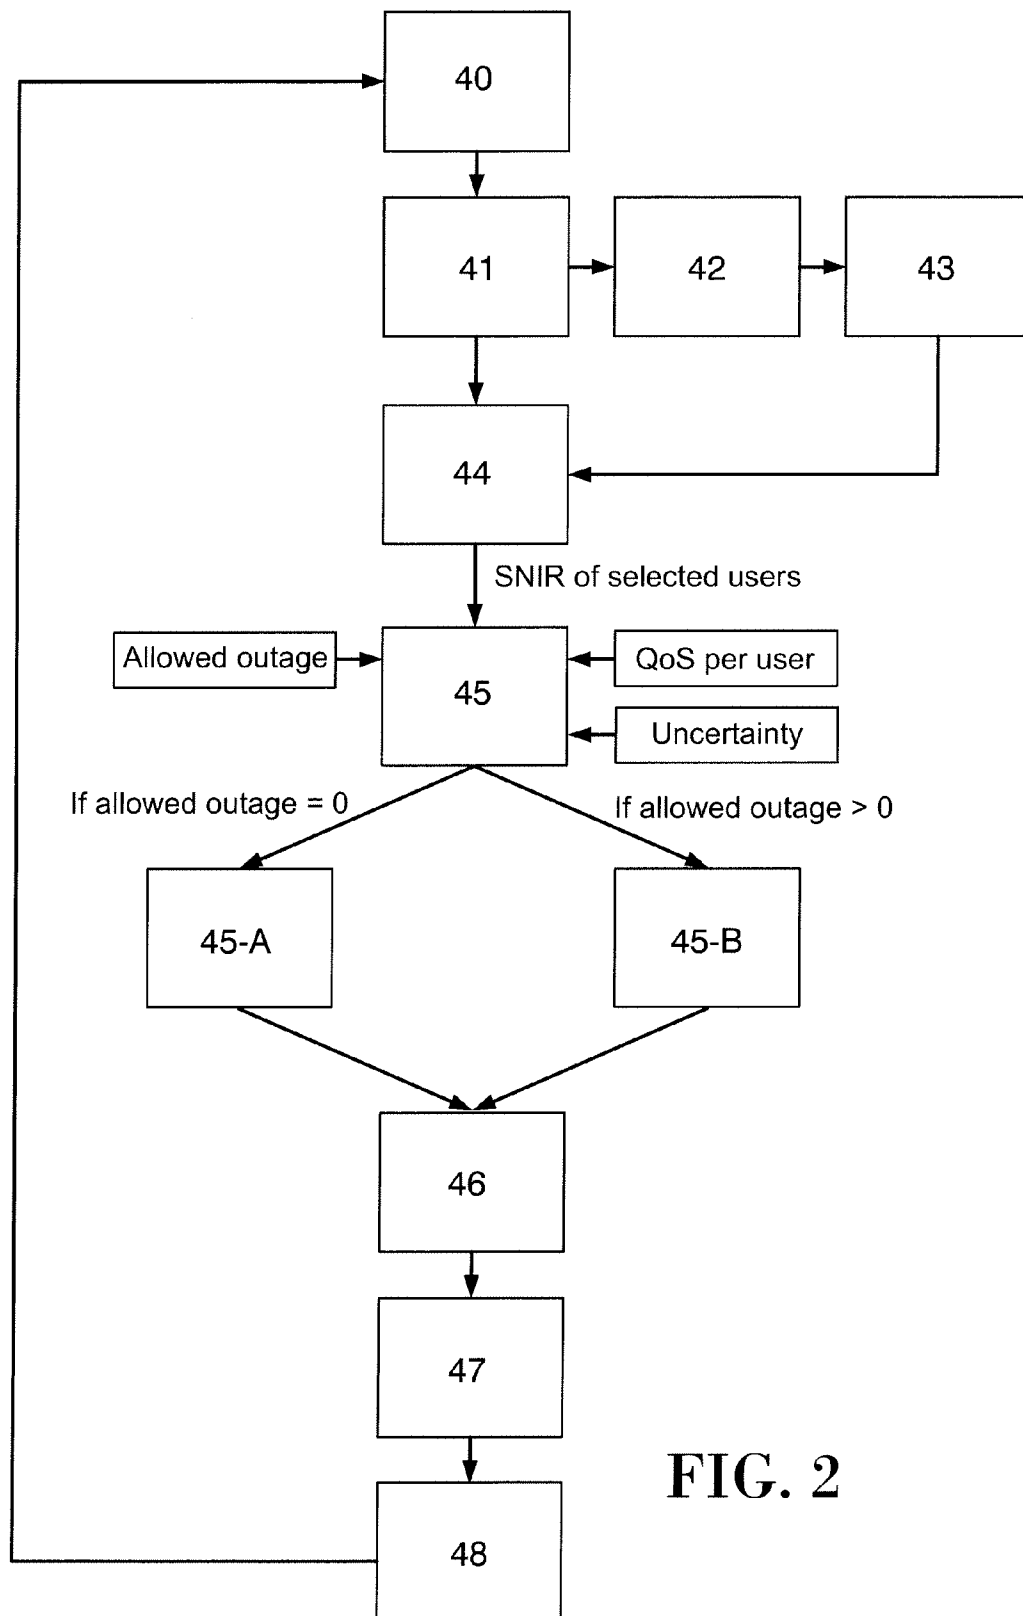 40
41
42
43
44
SNIR of selected users
Allowed outage
45
QoS per user
Uncertainty
If allowed outage = 0
If allowed outage > 0
45-A
45-B
46
47
48
FIG. 2